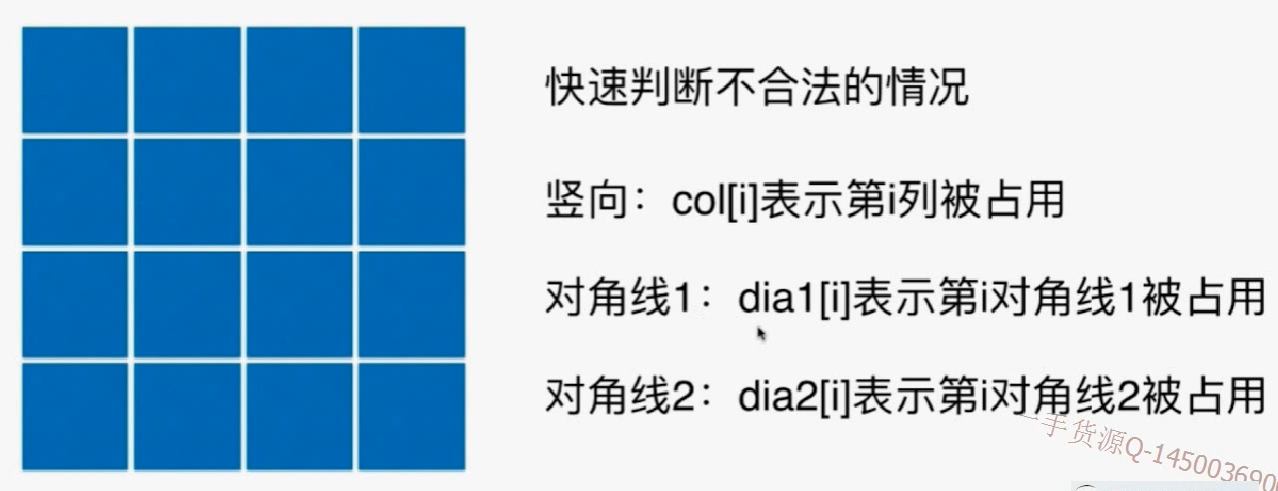 快速判断不合法的情况
竖向：col[i]表示第i列被占用
对角线1：dia1[i]表示第i对角线1被占用
对角线2：dia2[i]表示第i对角线2被占用
手货源Q-1450036900